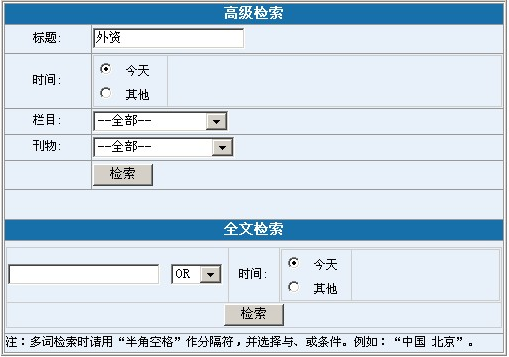 高级检索
标题: 外资
时间: 今天
其他
栏目: --全部--
刊物: --全部--
检索
全文检索
OR 时间: 今天
其他
检索
注：多词检索时请用“半角空格”作分隔符，并选择与、或条件。例如：“中国 北京”。